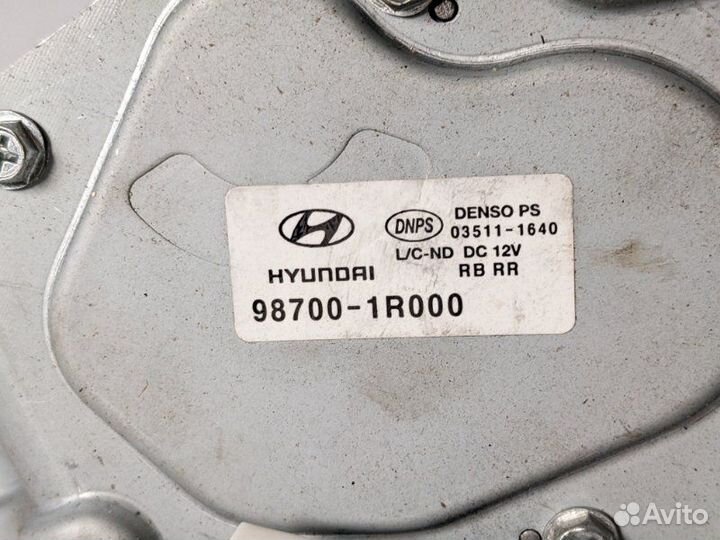 HYUNDAI
DNPS
DENSO PS
03511-1640
L/C-ND DC 12V
RB RR
98700-1R000
Avito